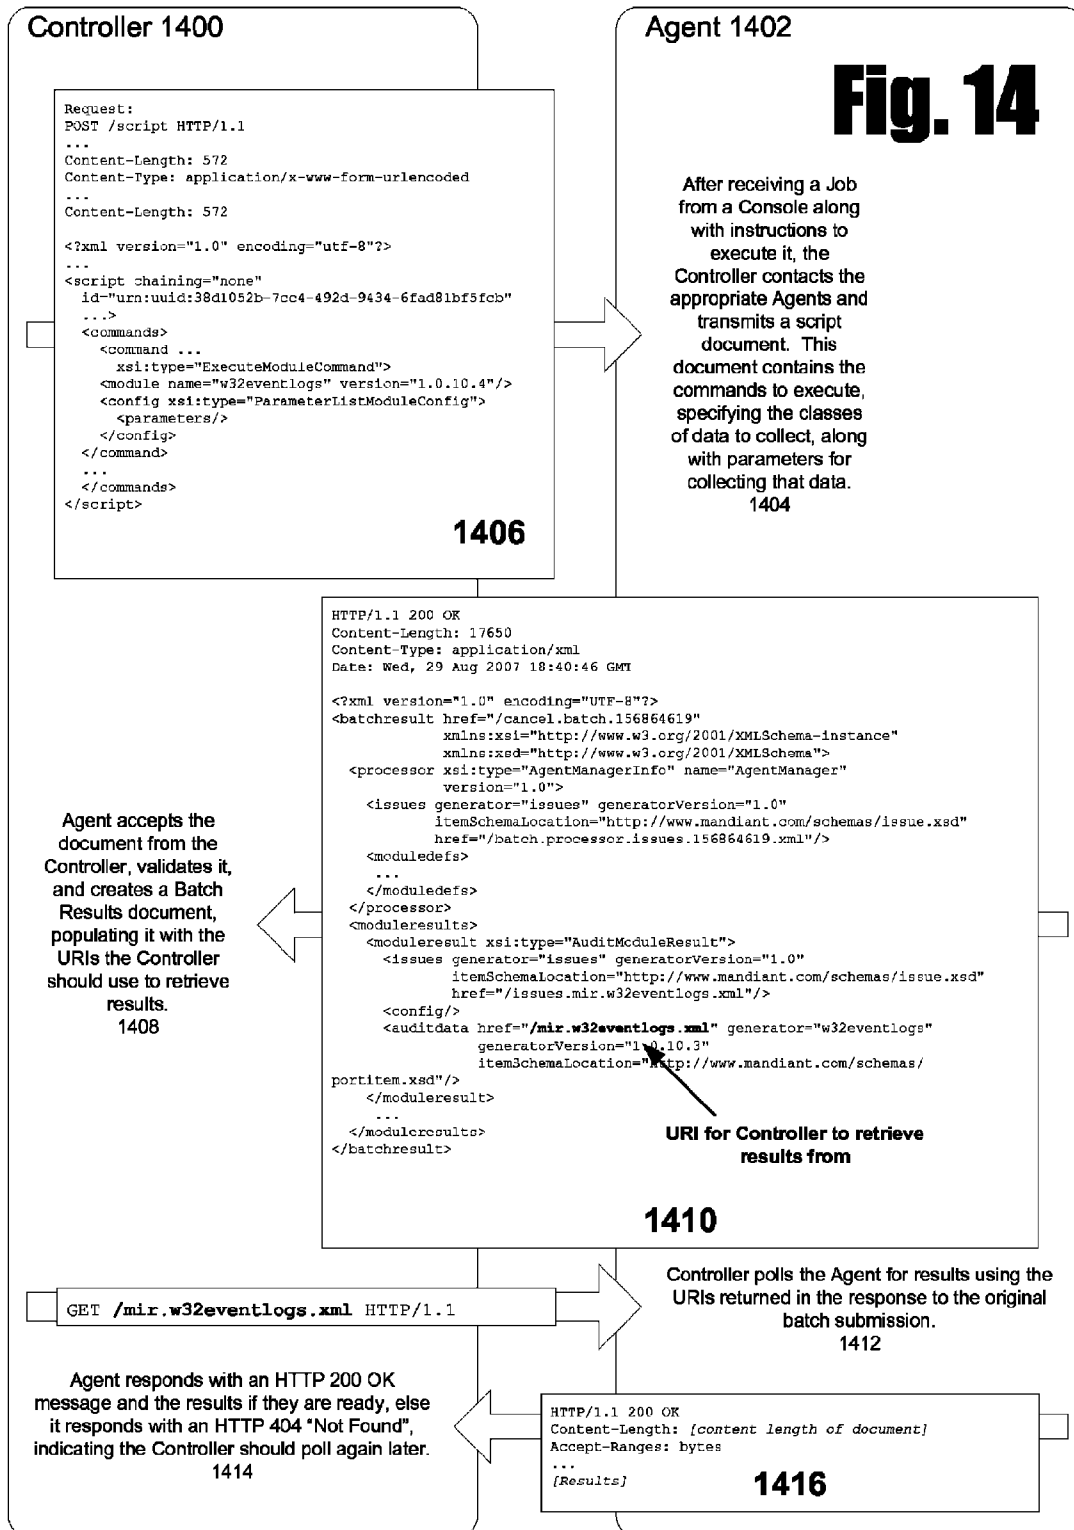 Controller 1400
Agent 1402
Fig. 14
Request:
POST /script HTTP/1.1
...
Content-Length: 572
Content-Type: application/x-www-form-urlencoded
...
Content-Length: 572
<?xml version="1.0" encoding="utf-8"?>
...
<script chaining="none"
id="urn:uuid:38d1052b-7cc4-492d-9434-6fad81bf5fcb"
...>
<commands>
<command ...
xsi:type="ExecuteModuleCommand">
<module name="w32eventlogs" version="1.0.10.4"/>
<config xsi:type="ParameterListModuleConfig">
<parameters/>
</config>
</command>
...
</commands>
</script>
1406
After receiving a Job
from a Console along
with instructions to
execute it, the
Controller contacts the
appropriate Agents and
transmits a script
document. This
document contains the
commands to execute,
specifying the classes
of data to collect, along
with parameters for
collecting that data.
1404
HTTP/1.1 200 OK
Content-Length: 17650
Content-Type: application/xml
Date: Wed, 29 Aug 2007 18:40:46 GMT
<?xml version="1.0" encoding="UTF-8"?>
<batchresult href="/cancel.batch.156864619"
xmlns:xsi="http://www.w3.org/2001/XMLSchema-instance"
xmlns:xsd="http://www.w3.org/2001/XMLSchema">
<processor xsi:type="AgentManagerInfo" name="AgentManager"
version="1.0">
<issues generator="issues" generatorVersion="1.0"
itemSchemaLocation="http://www.mandiant.com/schemas/issue.xsd"
href="/batch.processor.issues.156864619.xml"/>
<moduledefs>
...
</moduledefs>
</processor>
<moduleresults>
<moduleresult xsi:type="AuditModuleResult">
<issues generator="issues" generatorVersion="1.0"
itemSchemaLocation="http://www.mandiant.com/schemas/issue.xsd"
href="/issues.mir.w32eventlogs.xml"/>
<config/>
<auditdata href="/mir.w32eventlogs.xml" generator="w32eventlogs"
generatorVersion="1.0.10.3"
itemSchemaLocation="http://www.mandiant.com/schemas/
portitem.xsd"/>
</moduleresult>
...
</moduleresults>
</batchresult>
URI for Controller to retrieve
results from
1410
Agent accepts the
document from the
Controller, validates it,
and creates a Batch
Results document,
populating it with the
URIs the Controller
should use to retrieve
results.
1408
GET /mir.w32eventlogs.xml HTTP/1.1
Controller polls the Agent for results using the
URIs returned in the response to the original
batch submission.
1412
Agent responds with an HTTP 200 OK
message and the results if they are ready, else
it responds with an HTTP 404 “Not Found”,
indicating the Controller should poll again later.
1414
HTTP/1.1 200 OK
Content-Length: [content length of document]
Accept-Ranges: bytes
...
[Results]
1416